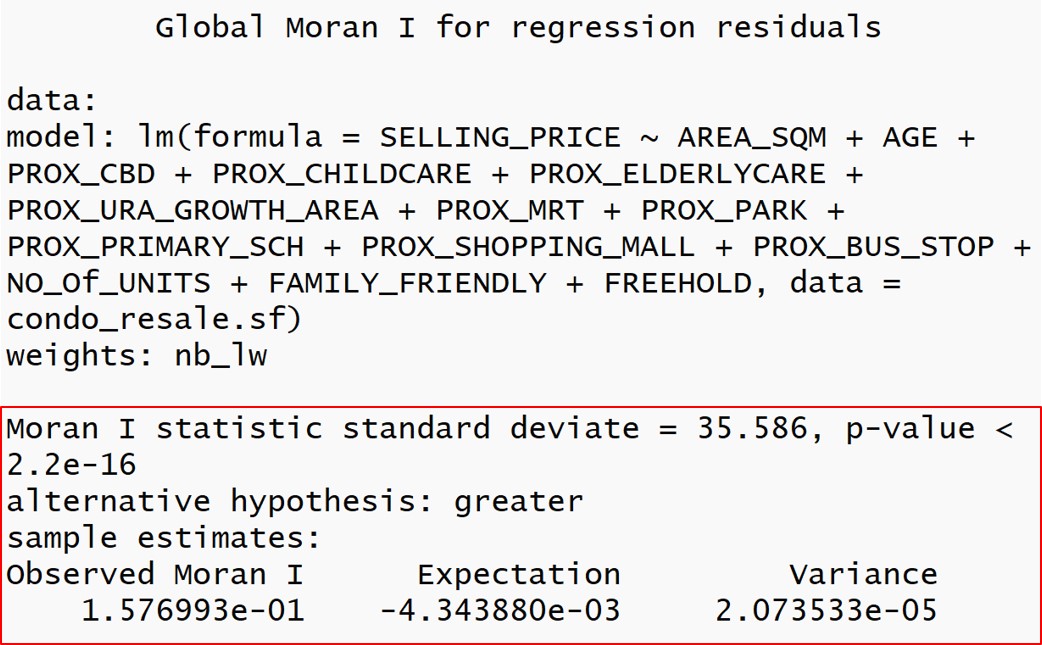 Global Moran I for regression residuals
data:
model: lm(formula = SELLING_PRICE ~ AREA_SQM + AGE +
PROX_CBD + PROX_CHILDCARE + PROX_ELDERLYCARE +
PROX_URA_GROWTH_AREA + PROX_MRT + PROX_PARK +
PROX_PRIMARY_SCH + PROX_SHOPPING_MALL + PROX_BUS_STOP +
NO_Of_UNITS + FAMILY_FRIENDLY + FREEHOLD, data =
condo_resale.sf)
weights: nb_lw
Moran I statistic standard deviate = 35.586, p-value <
2.2e-16
alternative hypothesis: greater
sample estimates:
Observed Moran I Expectation Variance
1.576993e-01 -4.343880e-03 2.073533e-05